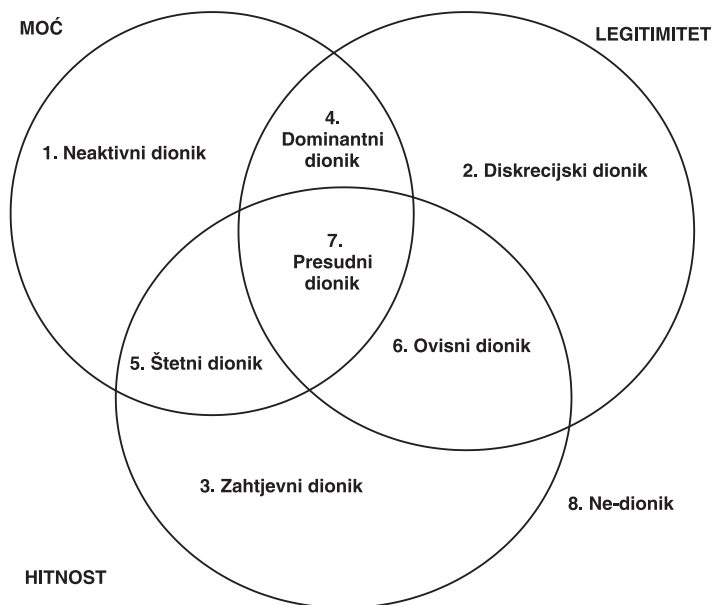 MOĆ
LEGITIMITET
4.
Dominantni
dionik
1. Neaktivni dionik
2. Diskrecijski dionik
7.
Presudni
dionik
5. Štetni dionik
6. Ovisni dionik
3. Zahtjevni dionik
8. Ne-dionik
HITNOST